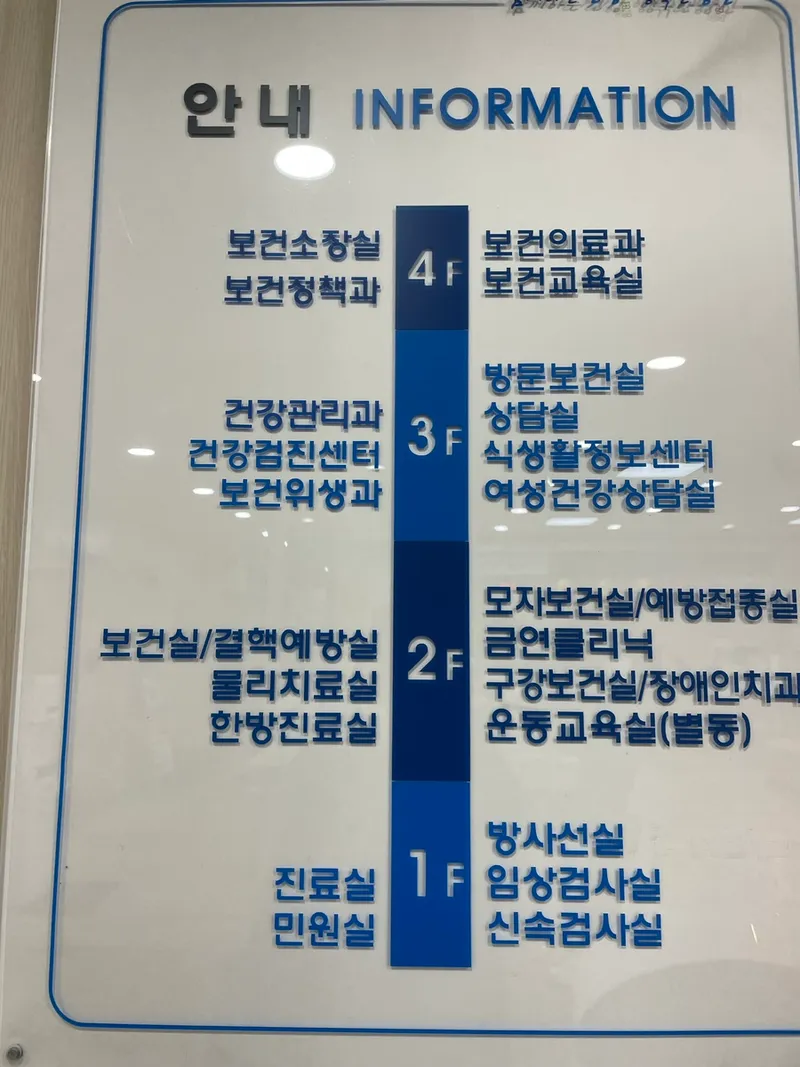 안내 INFORMATION
보건소장실
보건정책과
4F
보건의료과
보건교육실
건강관리과
건강검진센터
보건위생과
3F
방문보건실
상담실
식생활정보센터
여성건강상담실
보건실/결핵예방실
물리치료실
한방진료실
2F
모자보건실/예방접종실
금연클리닉
구강보건실/장애인치과
운동교육실(별동)
진료실
민원실
1F
방사선실
임상검사실
신속검사실